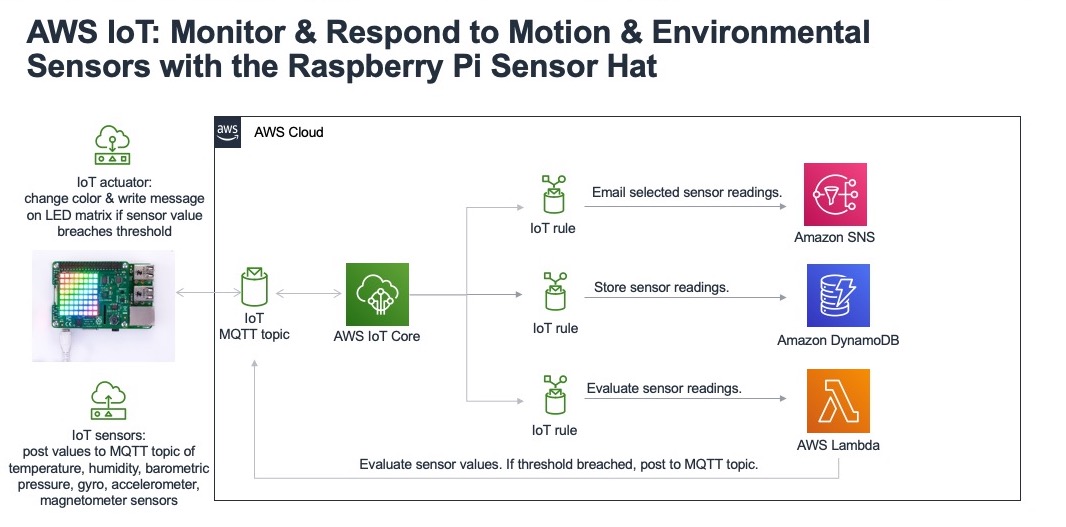 AWS IoT: Monitor & Respond to Motion & Environmental
Sensors with the Raspberry Pi Sensor Hat
aws
AWS Cloud
IoT actuator:
change color & write message
on LED matrix if sensor value
breaches threshold
IoT
MQTT topic
AWS IoT Core
IoT rule
Email selected sensor readings.
Amazon SNS
IoT rule
Store sensor readings.
Amazon DynamoDB
IoT rule
Evaluate sensor readings.
AWS Lambda
Evaluate sensor values. If threshold breached, post to MQTT topic.
IoT sensors:
post values to MQTT topic of
temperature, humidity, barometric
pressure, gyro, accelerometer,
magnetometer sensors